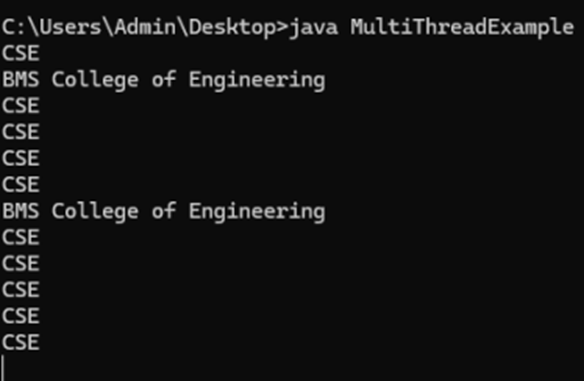 C:\Users\Admin\Desktop>java MultiThreadExample
CSE
BMS College of Engineering
CSE
CSE
CSE
CSE
BMS College of Engineering
CSE
CSE
CSE
CSE
CSE